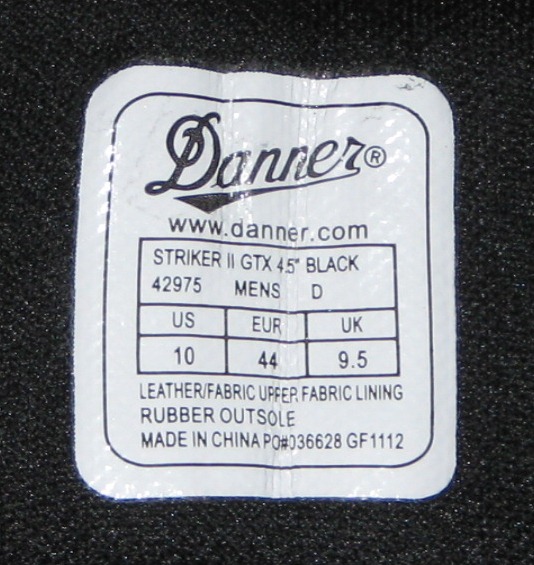 Danner®
www.danner.com
STRIKER II GTX 4.5" BLACK
42975 MENS D
US EUR UK
10 44 9.5
LEATHER/FABRIC UPPER, FABRIC LINING
RUBBER OUTSOLE
MADE IN CHINA PO#036628 GF1112